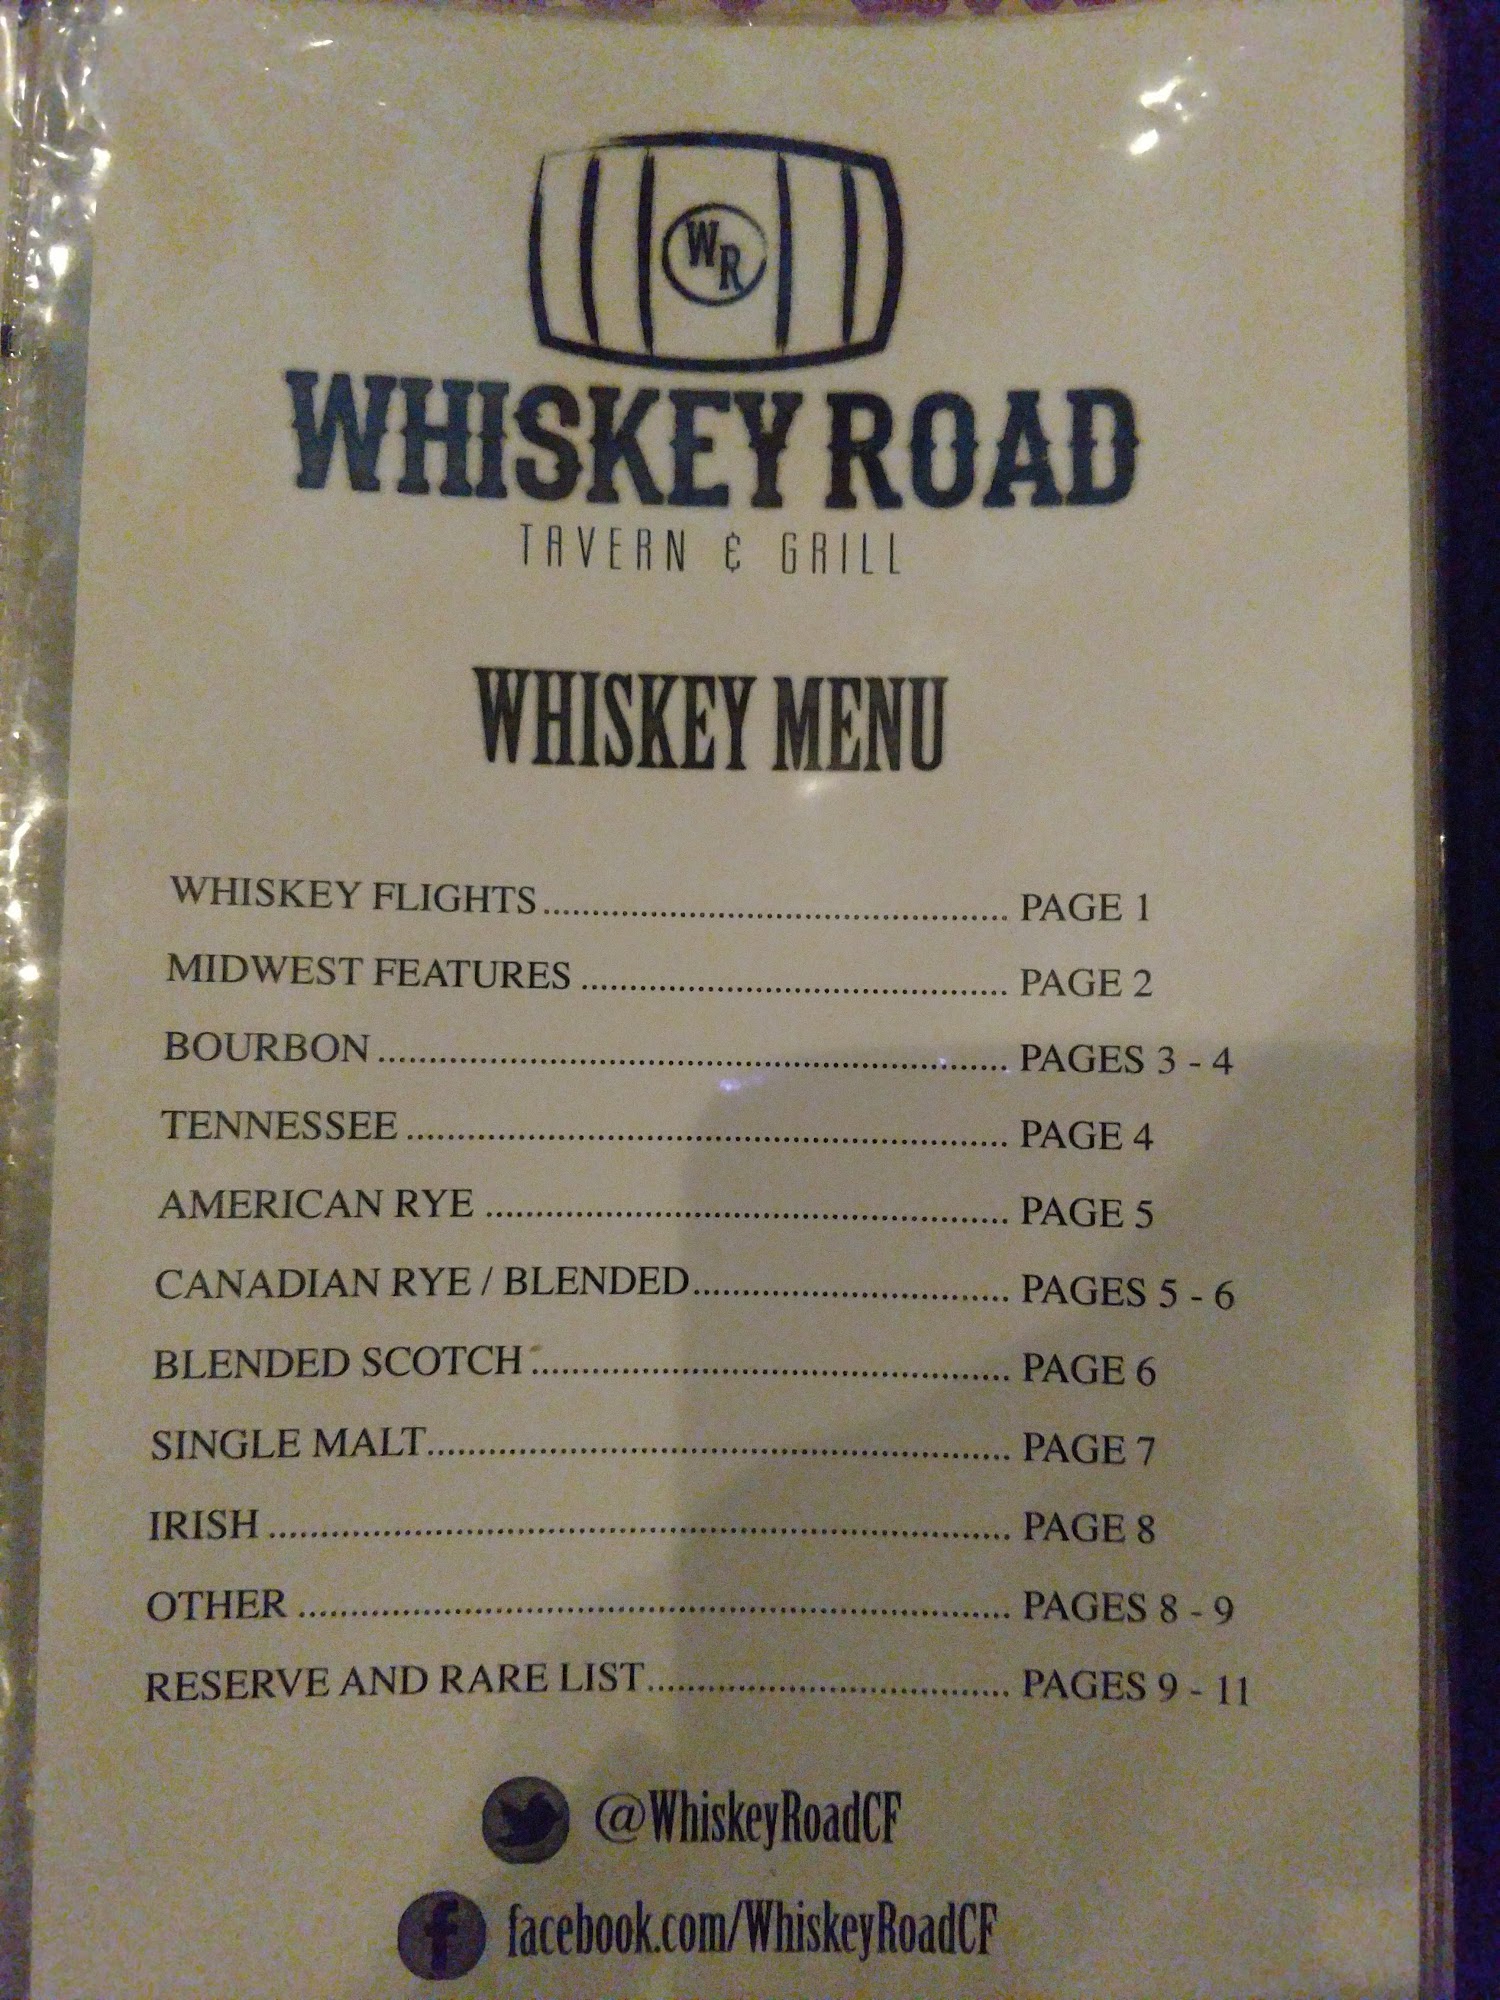 WR
WHISKEY ROAD
TAVERN & GRILL
WHISKEY MENU
WHISKEY FLIGHTS................................................ PAGE 1
MIDWEST FEATURES ............................................ PAGE 2
BOURBON ................................................................ PAGES 3 - 4
TENNESSEE ............................................................. PAGE 4
AMERICAN RYE ..................................................... PAGE 5
CANADIAN RYE / BLENDED................................ PAGES 5 - 6
BLENDED SCOTCH ................................................ PAGE 6
SINGLE MALT........................................................... PAGE 7
IRISH ........................................................................... PAGE 8
OTHER ........................................................................ PAGES 8 - 9
RESERVE AND RARE LIST..................................... PAGES 9 - 11
@WhiskeyRoadCF
f facebook.com/WhiskeyRoadCF